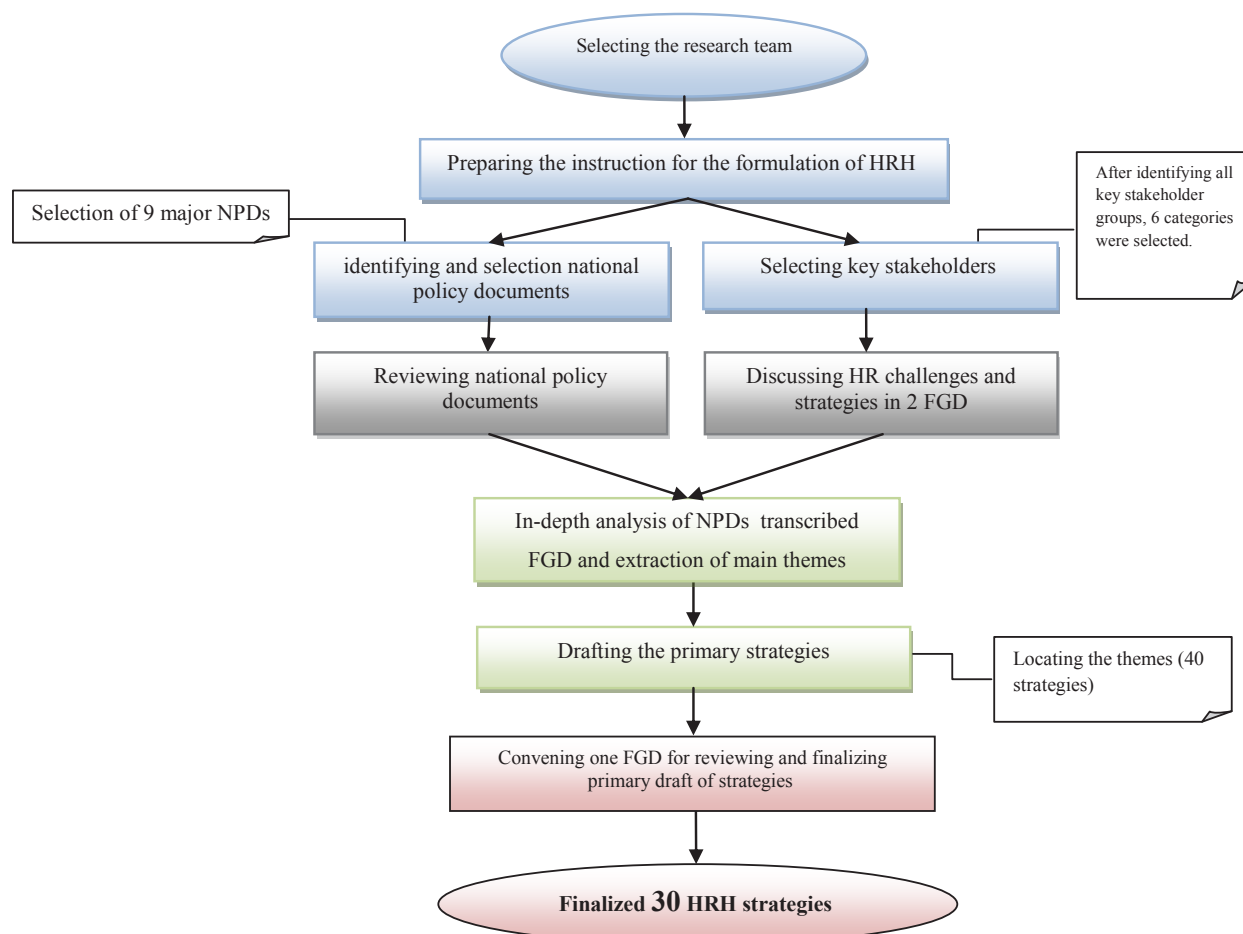 Selecting the research team
Preparing the instruction for the formulation of HRH
After identifying all
key stakeholder
groups, 6 categories
were selected.
Selection of 9 major NPDs
identifying and selection national
policy documents
Selecting key stakeholders
Reviewing national policy
documents
Discussing HR challenges and
strategies in 2 FGD
In-depth analysis of NPDs transcribed
FGD and extraction of main themes
Drafting the primary strategies
Locating the themes (40
strategies)
Convening one FGD for reviewing and finalizing
primary draft of strategies
Finalized 30 HRH strategies